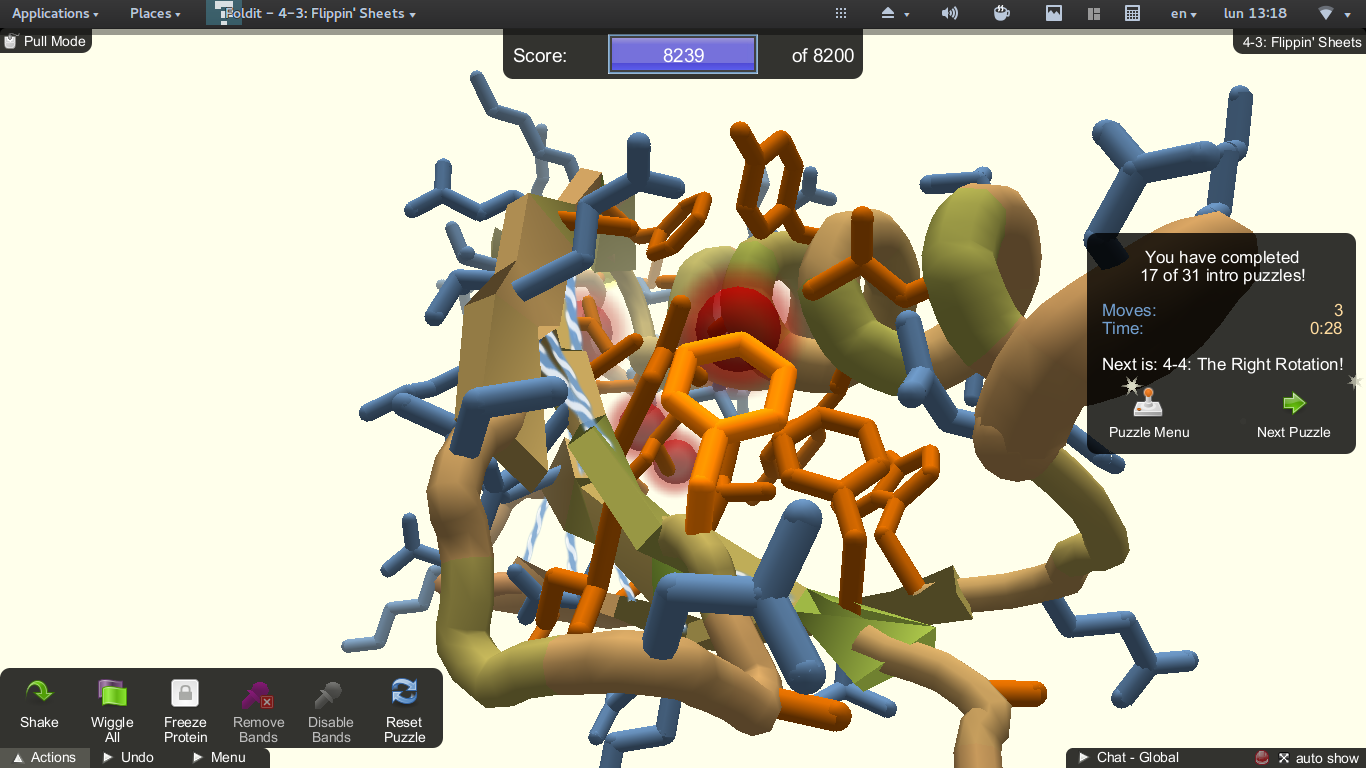 Applications Places Foldit - 4-3: Flippin' Sheets en lun 13:18
Pull Mode
4-3: Flippin' Sheets
Score: 8239 of 8200
You have completed
17 of 31 intro puzzles!
Moves: 3
Time: 0:28
Next is: 4-4: The Right Rotation!
Puzzle Menu Next Puzzle
Shake Wiggle All Freeze Protein Remove Bands Disable Bands Reset Puzzle
Actions Undo Menu
Chat - Global auto show